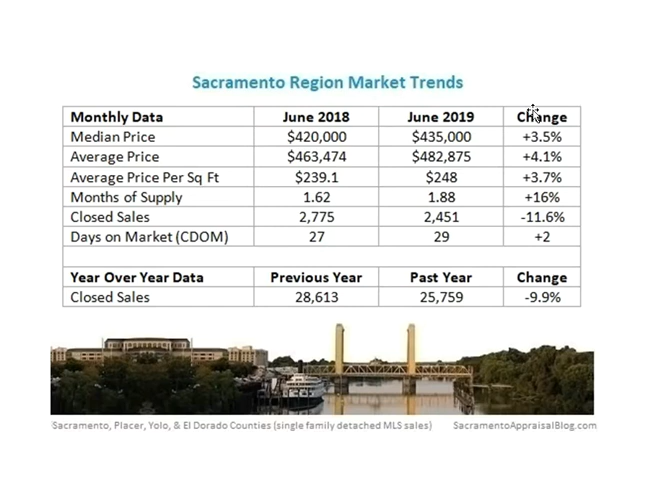 Sacramento Region Market Trends
Monthly Data June 2018 June 2019 Change
Median Price $420,000 $435,000 +3.5%
Average Price $463,474 $482,875 +4.1%
Average Price Per Sq Ft $239.1 $248 +3.7%
Months of Supply 1.62 1.88 +16%
Closed Sales 2,775 2,451 -11.6%
Days on Market (CDOM) 27 29 +2
Year Over Year Data Previous Year Past Year Change
Closed Sales 28,613 25,759 -9.9%
Sacramento, Placer, Yolo, & El Dorado Counties (single family detached MLS sales) SacramentoAppraisalBlog.com